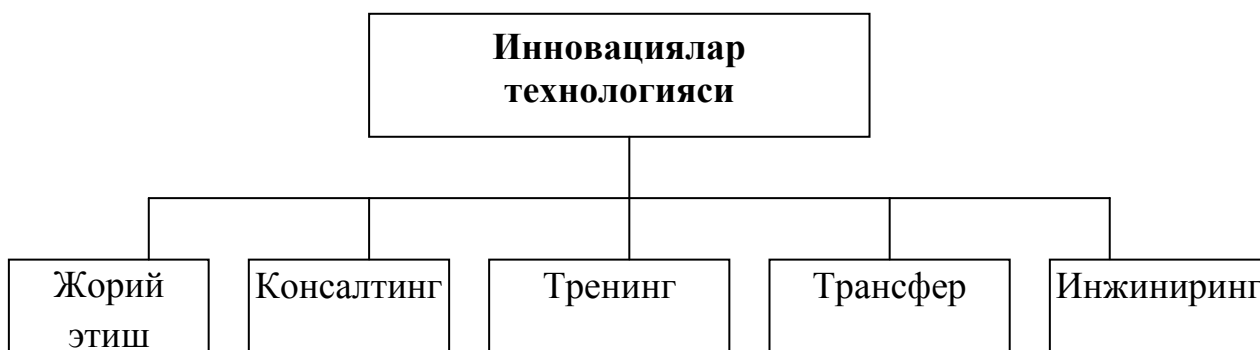 Инновациялар
технологияси
Жорий
этиш
Консалтинг
Тренинг
Трансфер
Инжиниринг